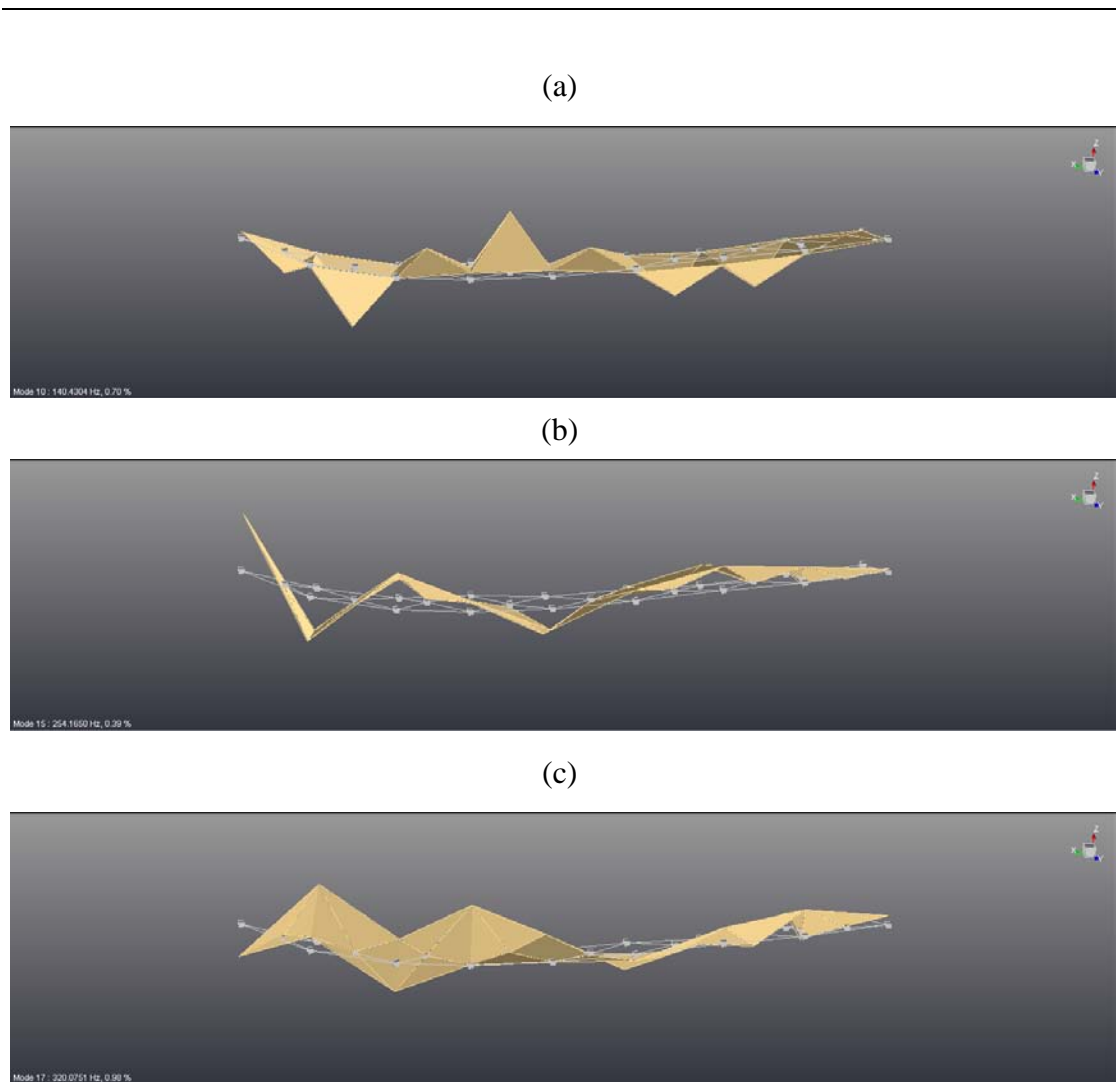 (a)
Mode 10 : 140.4304 Hz, 0.70 %
(b)
Mode 15 : 254.1650 Hz, 0.39 %
(c)
Mode 17 : 320.0751 Hz, 0.98 %